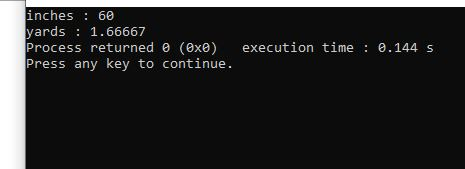 inches : 60
yards : 1.66667
Process returned 0 (0x0)   execution time : 0.144 s
Press any key to continue.